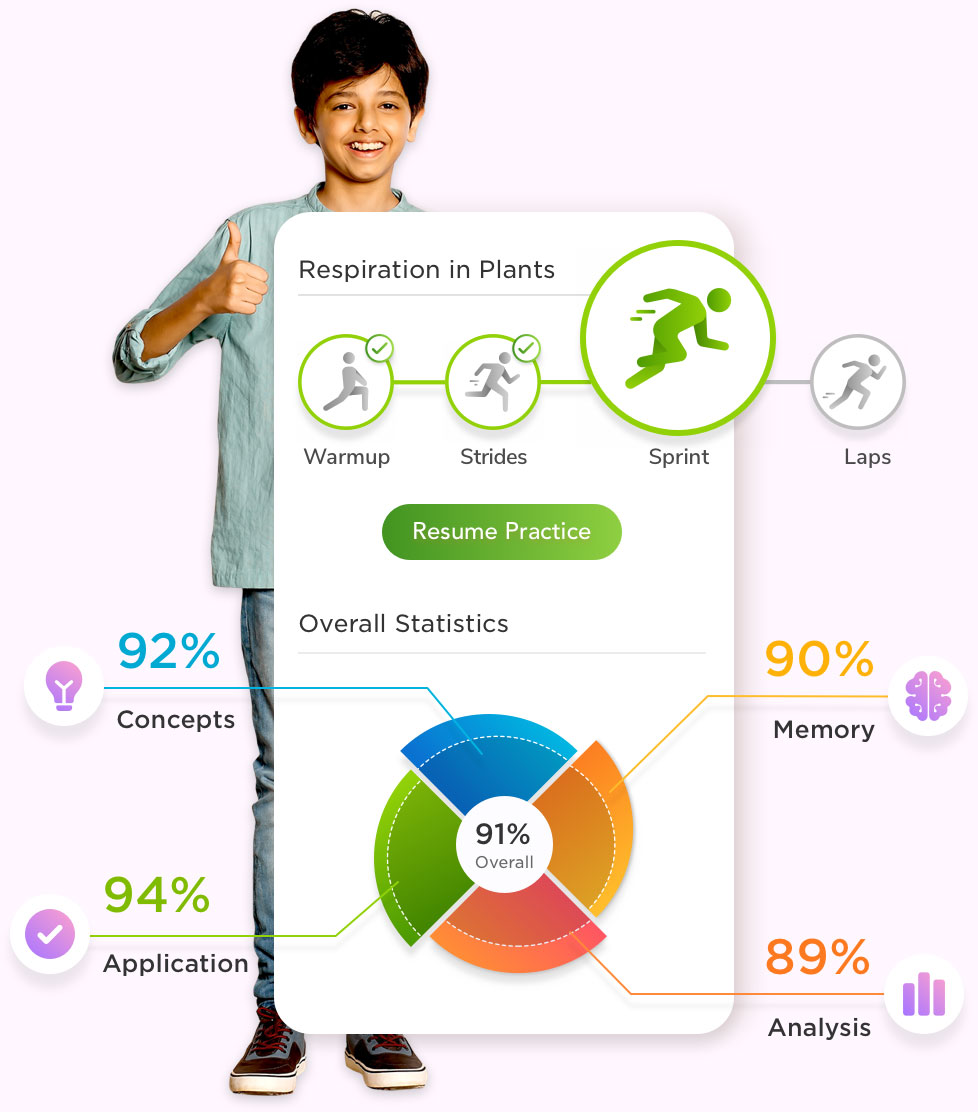 Respiration in Plants
Warmup
Strides
Sprint
Laps
Resume Practice
Overall Statistics
92%
Concepts
90%
Memory
91%
Overall
94%
Application
89%
Analysis